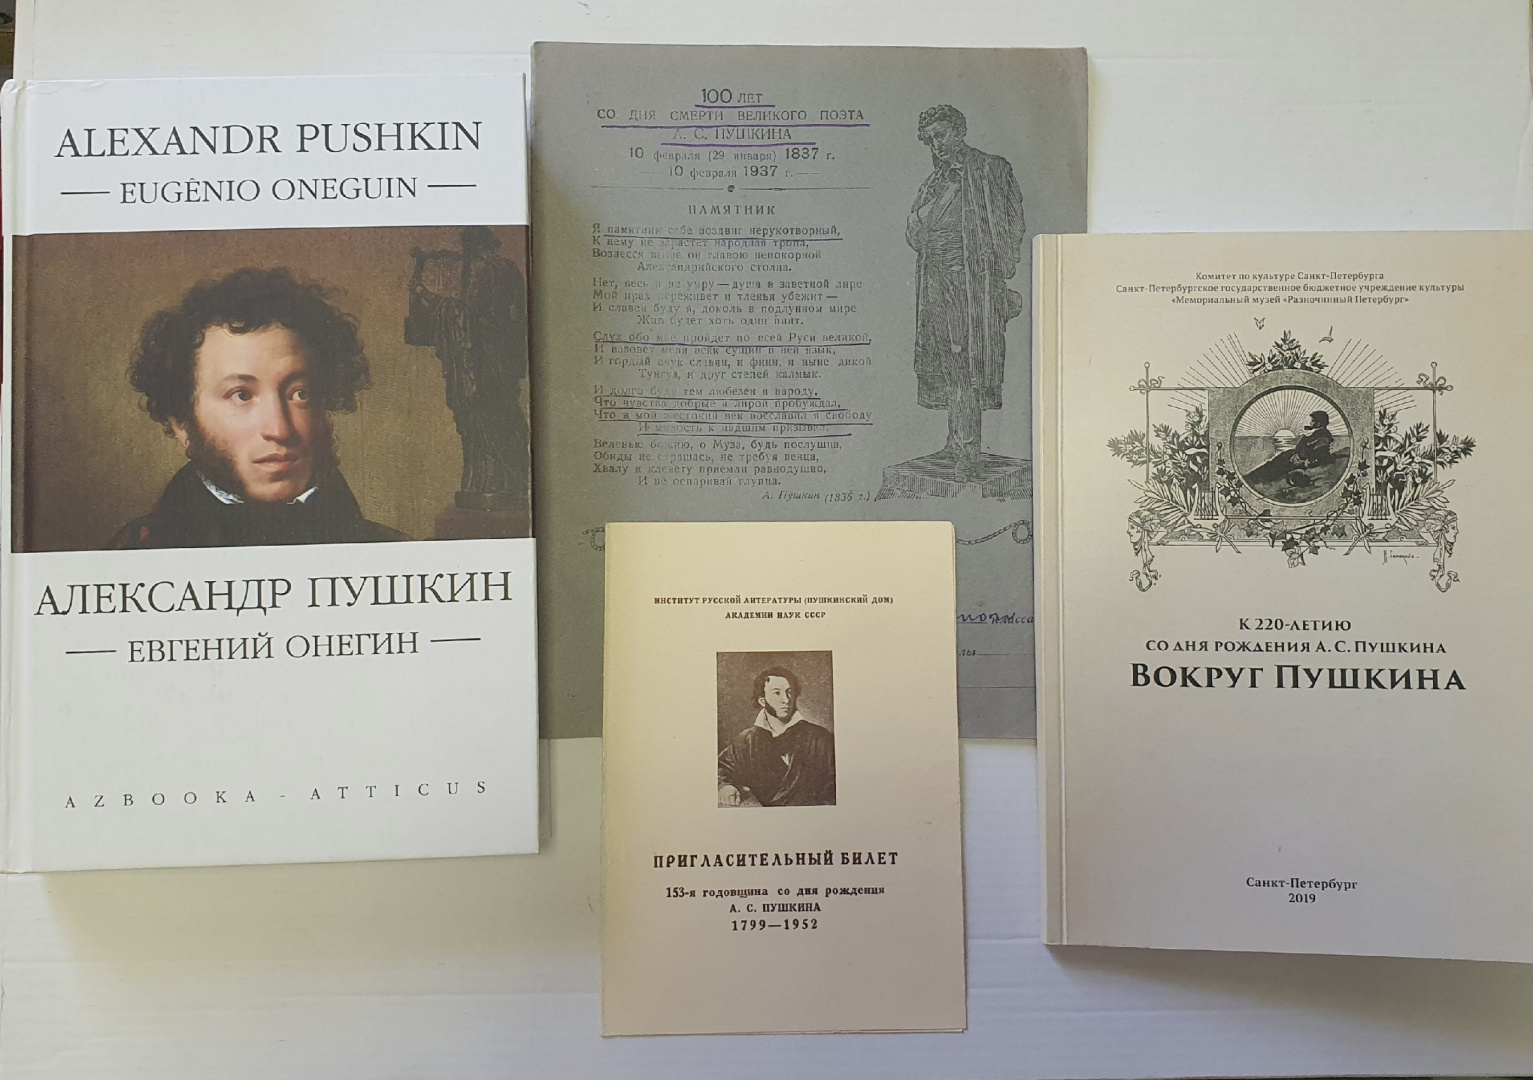 ALEXANDR PUSHKIN
EUGÊNIO ONEGUIN
АЛЕКСАНДР ПУШКИН
ЕВГЕНИЙ ОНЕГИН
AZBOOKA - ATTICUS
100 ЛЕТ
СО ДНЯ СМЕРТИ ВЕЛИКОГО ПОЭТА
А. С. ПУШКИНА
10 февраля (29 января) 1837 г.
10 февраля 1937 г.
ПАМЯТНИК
Я памятник себе воздвиг нерукотворный,
К нему не зарастет народная тропа,
Вознесся выше он главою непокорной
Александрийского столпа.
Нет, весь я не умру — душа в заветной лире
Мой прах переживет и тленья убежит —
И славен буду я, доколь в подлунном мире
Жив будет хоть один пиит.
Слух обо мне пройдет по всей Руси великой,
И назовет меня всяк сущий в ней язык,
И гордый внук славян, и финн, и ныне дикой
Тунгуз, и друг степей калмык.
И долго буду тем любезен я народу,
Что чувства добрые я лирой пробуждал,
Что в мой жестокий век восславил я свободу
И милость к падшим призывал.
Веленью божию, о Муза, будь послушна,
Обиды не страшась, не требуя венца,
Хвалу и клевету приемли равнодушно,
И не оспаривай глупца.
А. Пушкин (1836 г.)
ИНСТИТУТ РУССКОЙ ЛИТЕРАТУРЫ (ПУШКИНСКИЙ ДОМ)
АКАДЕМИИ НАУК СССР
ПРИГЛАСИТЕЛЬНЫЙ БИЛЕТ
153-я годовщина со дня рождения
А. С. ПУШКИНА
1799—1952
Комитет по культуре Санкт-Петербурга
Санкт-Петербургское государственное бюджетное учреждение культуры
«Мемориальный музей «Разночинный Петербург»
К 220-ЛЕТИЮ
СО ДНЯ РОЖДЕНИЯ А. С. ПУШКИНА
ВОКРУГ ПУШКИНА
Санкт-Петербург
2019